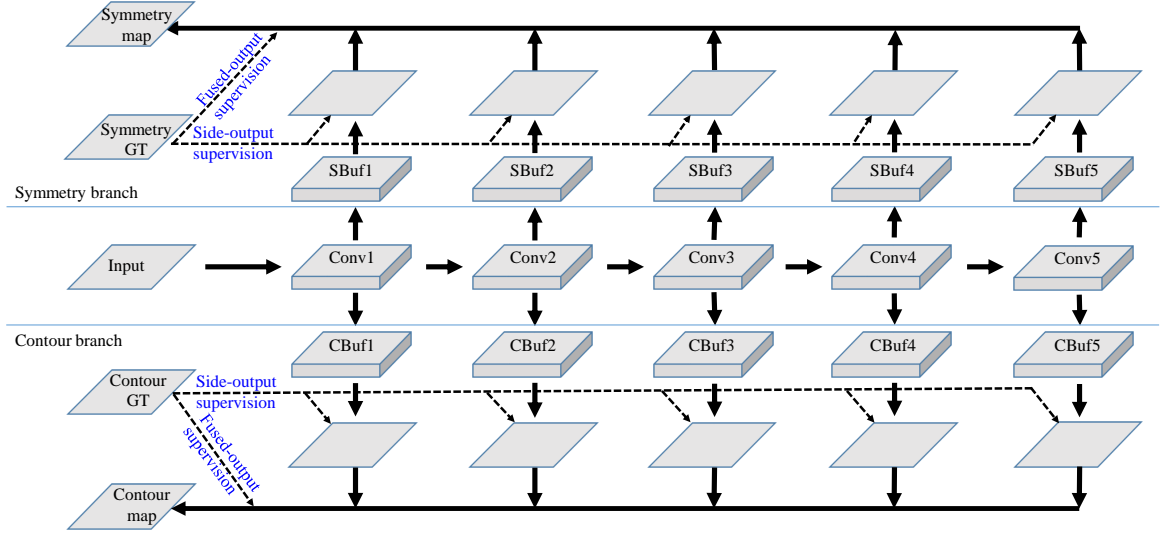 Symmetry
map
Fused-output
supervision
Symmetry
GT
Side-output
supervision
SBuf1
SBuf2
SBuf3
SBuf4
SBuf5
Symmetry branch
Input
Conv1
Conv2
Conv3
Conv4
Conv5
Contour branch
CBuf1
CBuf2
CBuf3
CBuf4
CBuf5
Contour
GT
Side-output
supervision
Fused-output
supervision
Contour
map